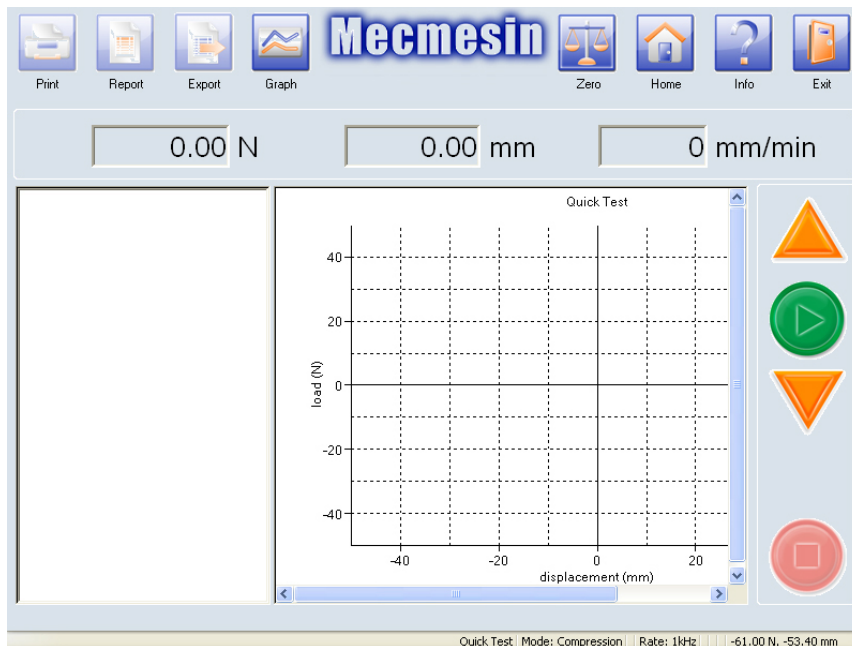 Mecmesin
Print Report Export Graph Zero Home Info Exit
0.00 N 0.00 mm 0 mm/min
Quick Test
40
20
load (N)
0
-20
-40
-40 -20 0 20
displacement (mm)
Quick Test Mode: Compression Rate: 1kHz -61.00 N, -53.40 mm